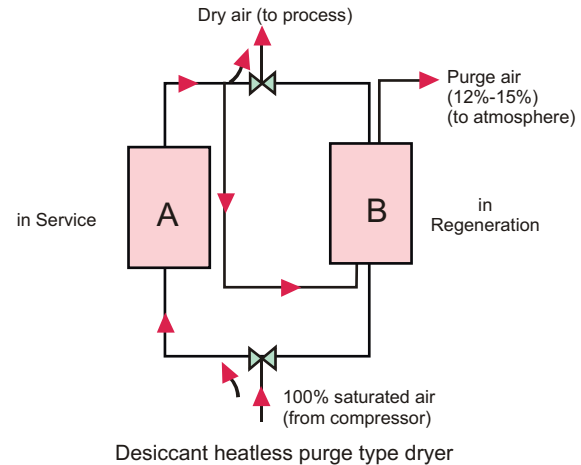 Dry air (to process)
Purge air
(12%-15%)
(to atmosphere)
A
B
in Service
in
Regeneration
100% saturated air
(from compressor)
Desiccant heatless purge type dryer